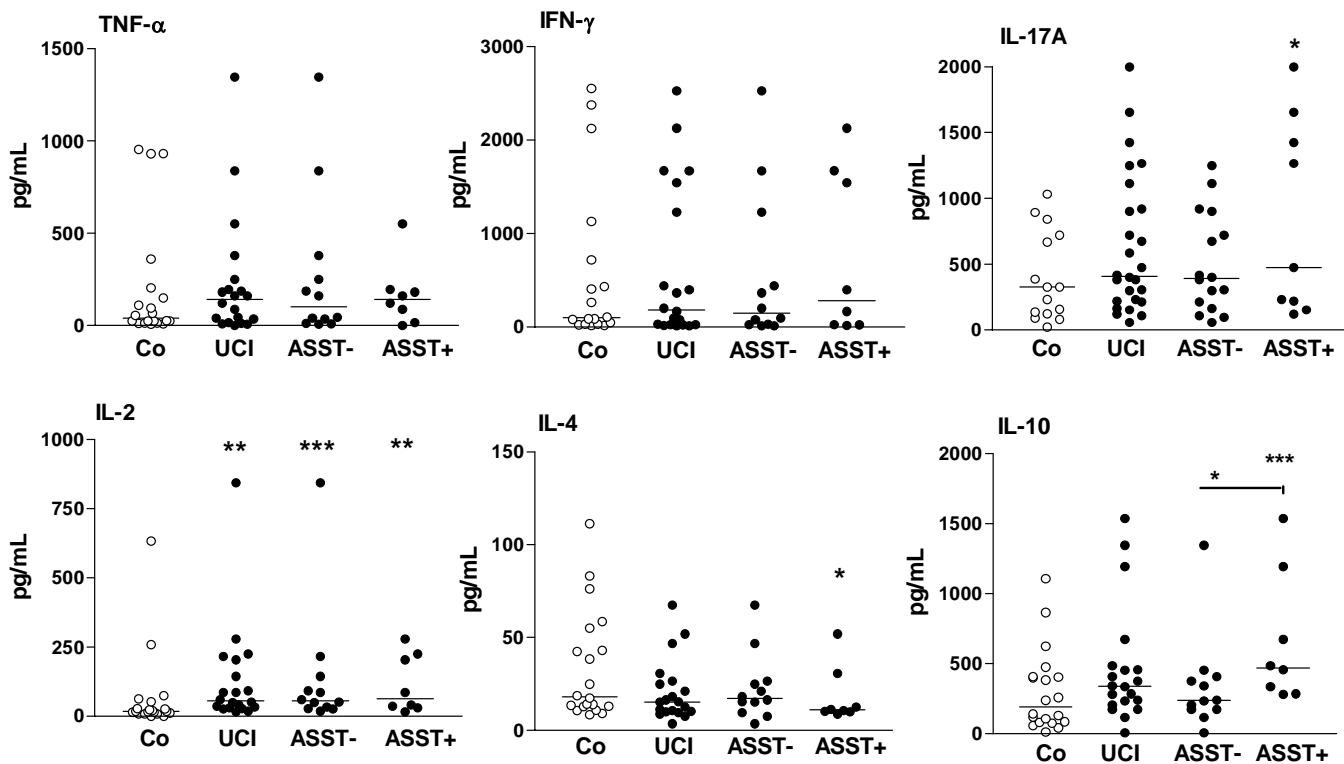 TNF-α
1500
1000
500
0
pg/mL
Co UCI ASST- ASST+
IFN-γ
3000
2000
1000
0
pg/mL
Co UCI ASST- ASST+
IL-17A
*
2000
1500
1000
500
0
pg/mL
Co UCI ASST- ASST+
IL-2
** *** **
1000
750
500
250
0
pg/mL
Co UCI ASST- ASST+
IL-4
150
100
50
0
pg/mL
*
Co UCI ASST- ASST+
IL-10
***
*
2000
1500
1000
500
0
pg/mL
Co UCI ASST- ASST+